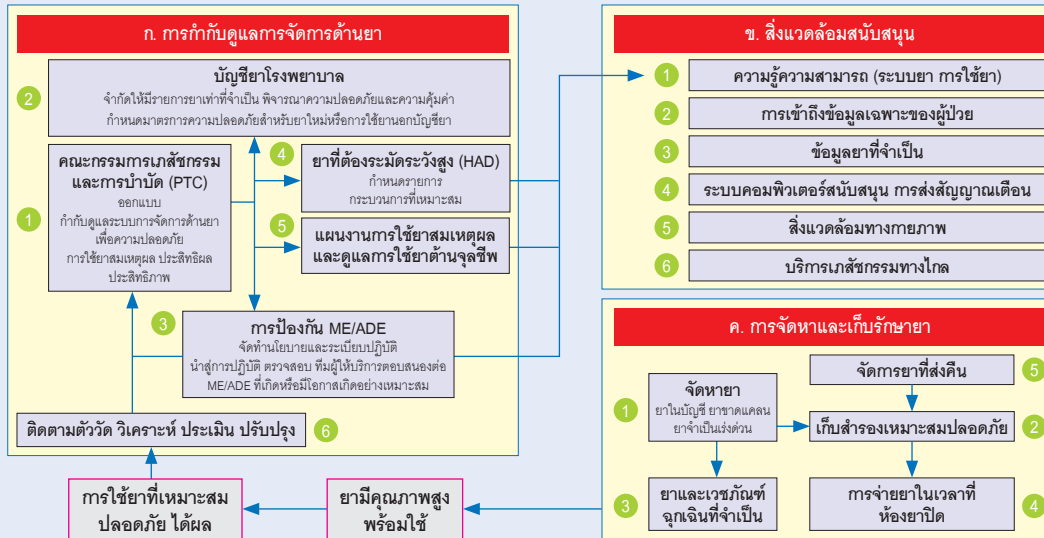 ก. การกำกับดูแลการจัดการด้านยา
2
บัญชียาโรงพยาบาล
จำกัดให้มีรายการยาเท่าที่จำเป็น พิจารณาความปลอดภัยและความคุ้มค่า
กำหนดมาตรการความปลอดภัยสำหรับยาใหม่หรือการใช้ยานอกบัญชียา
1
คณะกรรมการเภสัชกรรม
และการบำบัด (PTC)
ออกแบบ
กำกับดูแลระบบการจัดการด้านยา
เพื่อความปลอดภัย
การใช้ยาสมเหตุผล ประสิทธิผล
ประสิทธิภาพ
4
ยาที่ต้องระมัดระวังสูง (HAD)
กำหนดรายการ
กระบวนการที่เหมาะสม
5
แผนงานการใช้ยาสมเหตุผล
และดูแลการใช้ยาต้านจุลชีพ
3
การป้องกัน ME/ADE
จัดทำนโยบายและระเบียบปฏิบัติ
นำสู่การปฏิบัติ ตรวจสอบ ทีมผู้ให้บริการตอบสนองต่อ
ME/ADE ที่เกิดหรือมีโอกาสเกิดอย่างเหมาะสม
ติดตามตัววัด วิเคราะห์ ประเมิน ปรับปรุง
6
การใช้ยาที่เหมาะสม
ปลอดภัย ได้ผล
ยามีคุณภาพสูง
พร้อมใช้
ข. สิ่งแวดล้อมสนับสนุน
1 ความรู้ความสามารถ (ระบบยา การใช้ยา)
2 การเข้าถึงข้อมูลเฉพาะของผู้ป่วย
3 ข้อมูลยาที่จำเป็น
4 ระบบคอมพิวเตอร์สนับสนุน การส่งสัญญาณเตือน
5 สิ่งแวดล้อมทางกายภาพ
6 บริการเภสัชกรรมทางไกล
ค. การจัดหาและเก็บรักษายา
1
จัดหายา
ยาในบัญชี ยาขาดแคลน
ยาจำเป็นเร่งด่วน
จัดการยาที่ส่งคืน
5
เก็บสำรองเหมาะสมปลอดภัย
2
3
ยาและเวชภัณฑ์
ฉุกเฉินที่จำเป็น
การจ่ายยาในเวลาที่
ห้องยาปิด
4